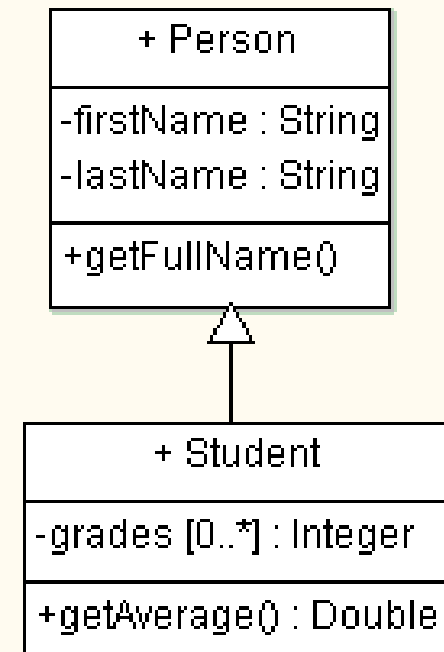 + Person
-firstName : String
-lastName : String
+getFullName()
+ Student
-grades [0..*] : Integer
+getAverage() : Double